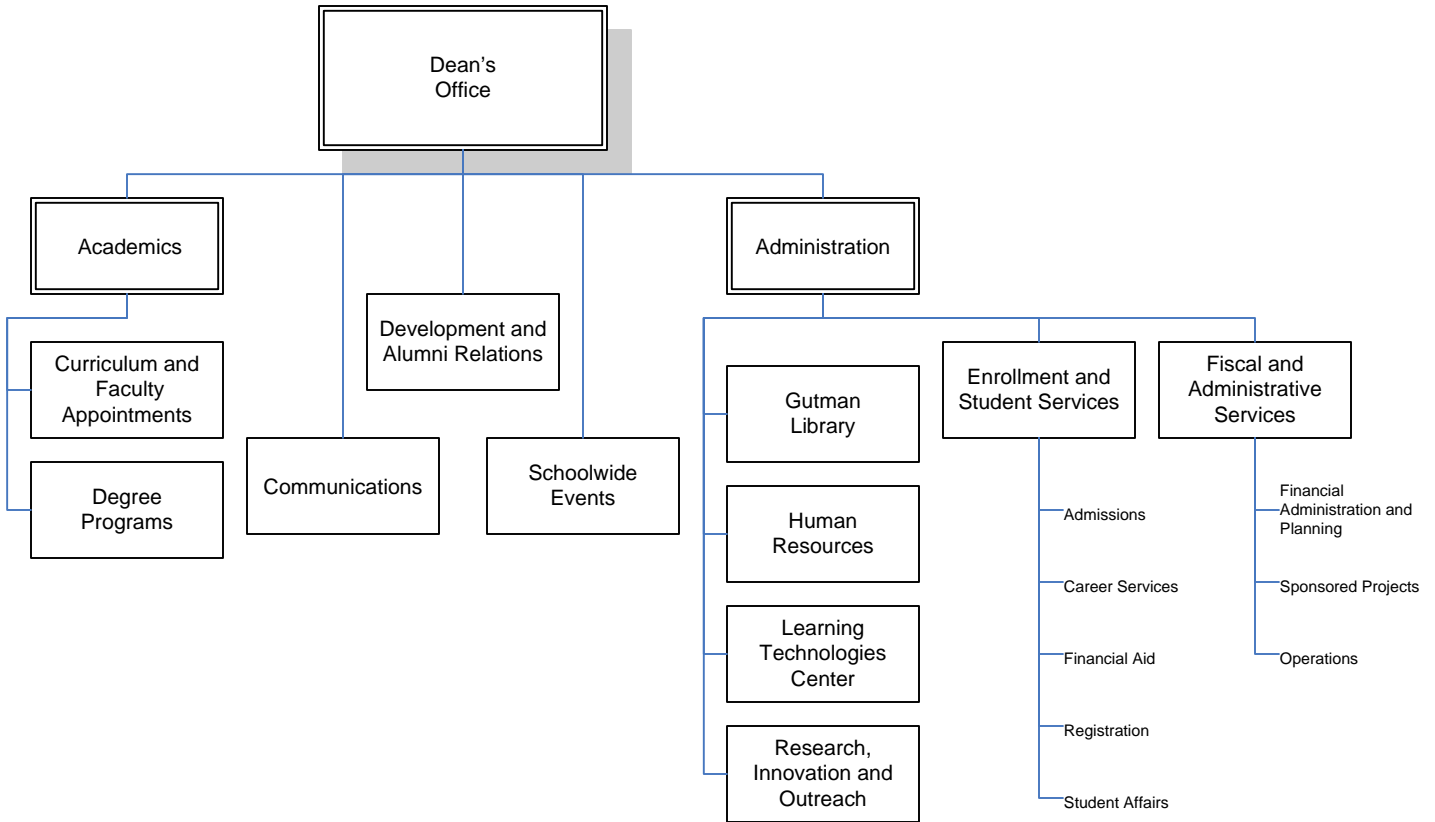 Dean’s
Office
Academics
Administration
Development and
Alumni Relations
Curriculum and
Faculty
Appointments
Enrollment and
Student Services
Fiscal and
Administrative
Services
Gutman
Library
Communications
Schoolwide
Events
Degree
Programs
Human
Resources
Learning
Technologies
Center
Research,
Innovation and
Outreach
Admissions
Career Services
Financial Aid
Registration
Student Affairs
Financial
Administration and
Planning
Sponsored Projects
Operations